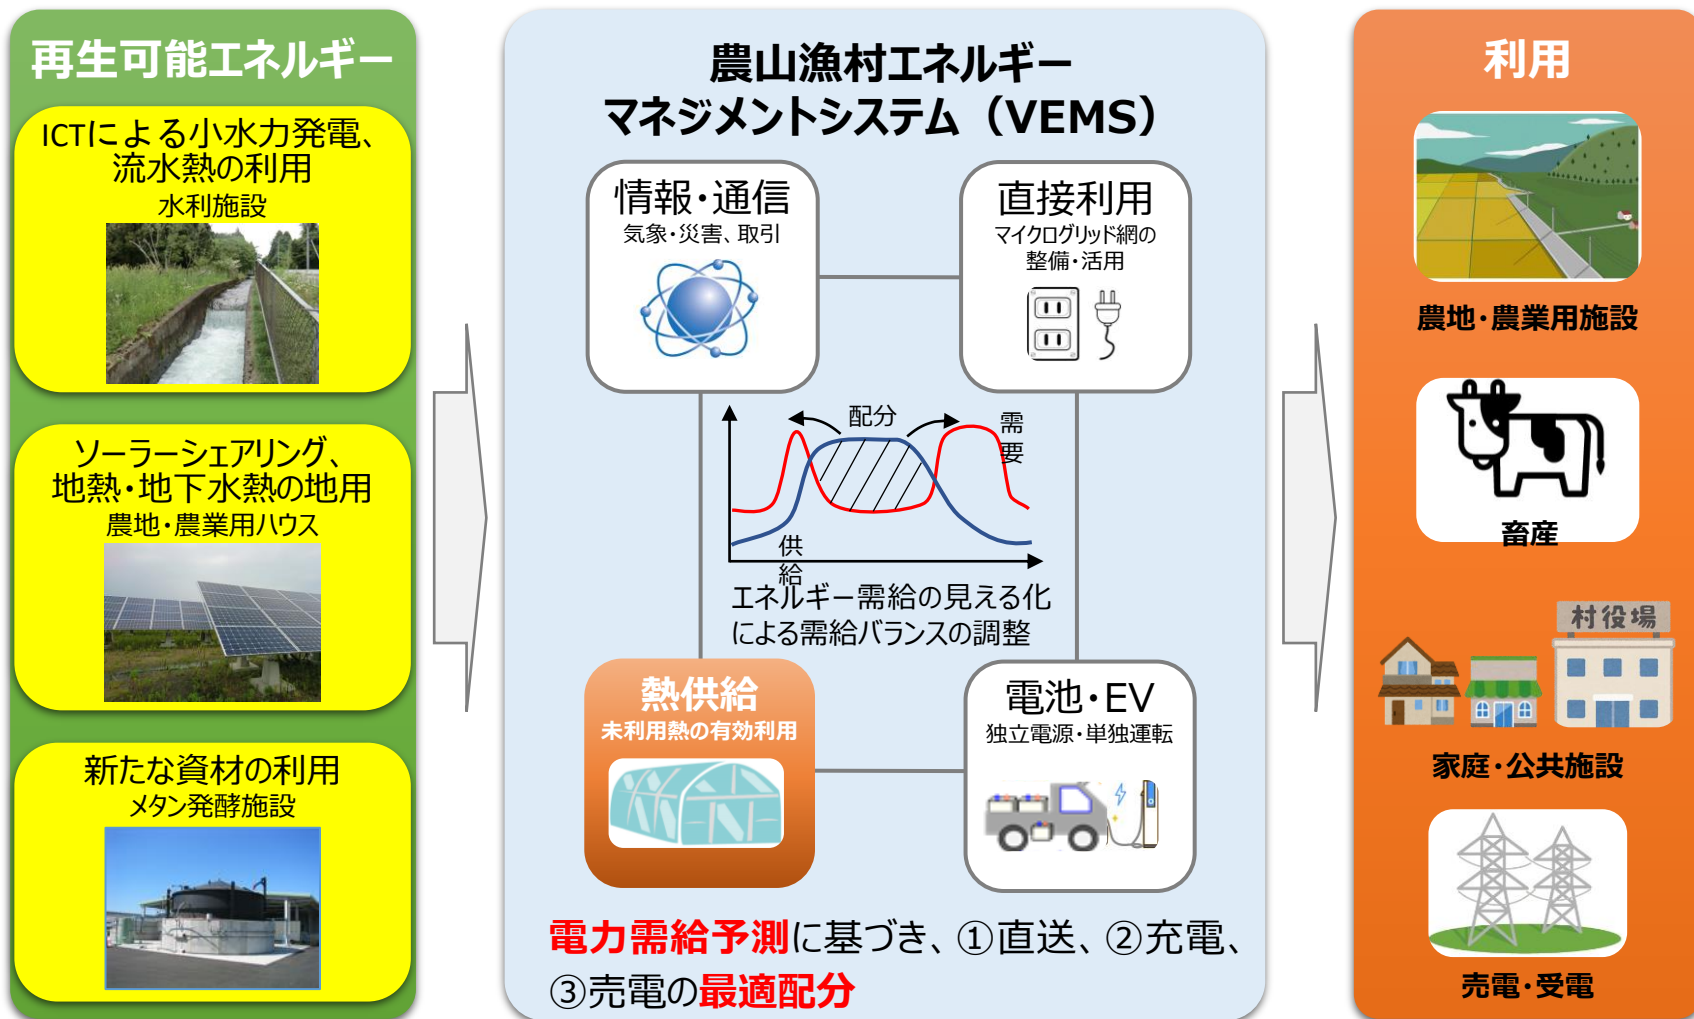 再生可能エネルギー
ICTによる小水力発電、
流水熱の利用
水利施設
ソーラーシェアリング、
地熱・地下水熱の地用
農地・農業用ハウス
新たな資材の利用
メタン発酵施設
農山漁村エネルギー
マネジメントシステム（VEMS）
情報・通信
気象・災害、取引
直接利用
マイクログリッド網の
整備・活用
配分
需
要
供
給
エネルギー需給の見える化
による需給バランスの調整
熱供給
未利用熱の有効利用
電池・EV
独立電源・単独運転
電力需給予測に基づき、①直送、②充電、
③売電の最適配分
利用
農地・農業用施設
畜産
村役場
家庭・公共施設
売電・受電